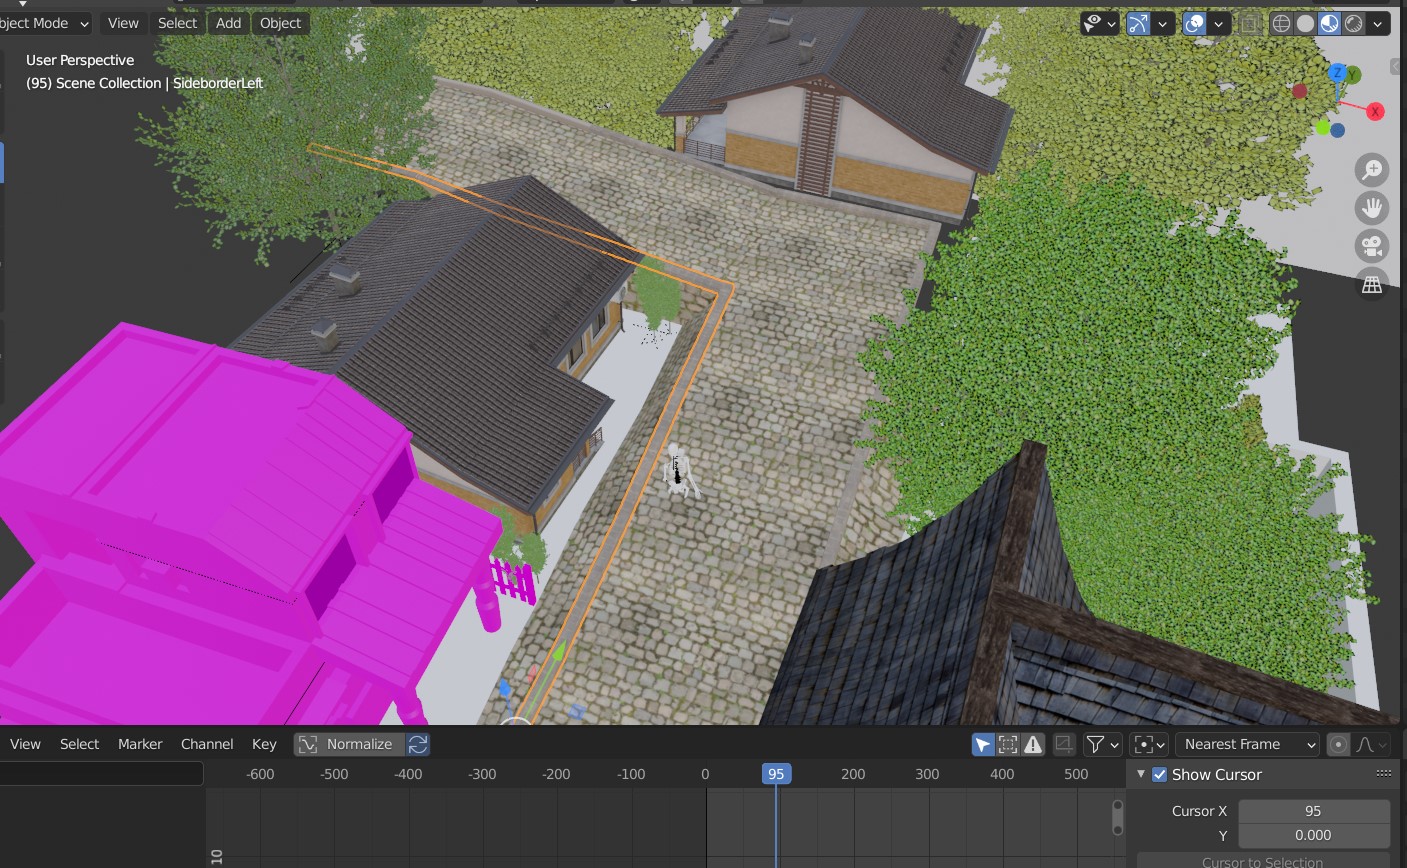 bject Mode View Select Add Object
User Perspective
(95) Scene Collection | SideborderLeft
Z
Y
X
View Select Marker Channel Key Normalize Nearest Frame
-600 -500 -400 -300 -200 -100 0 95 200 300 400 500
Show Cursor
Cursor X 95
Y 0.000
10
Cursor to Selection